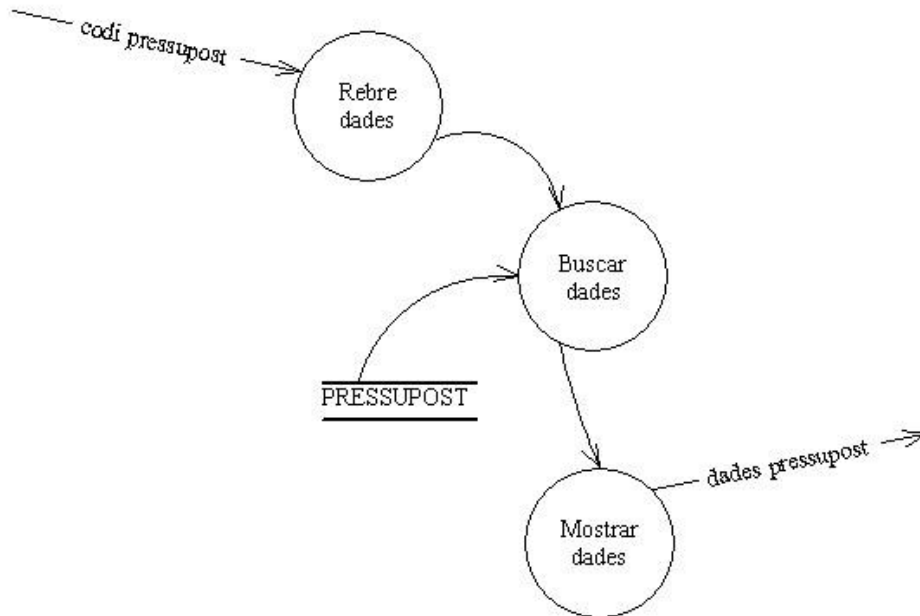 codi pressupost
Rebre
dades
Buscar
dades
PRESSUPOST
dades pressupost
Mostrar
dades